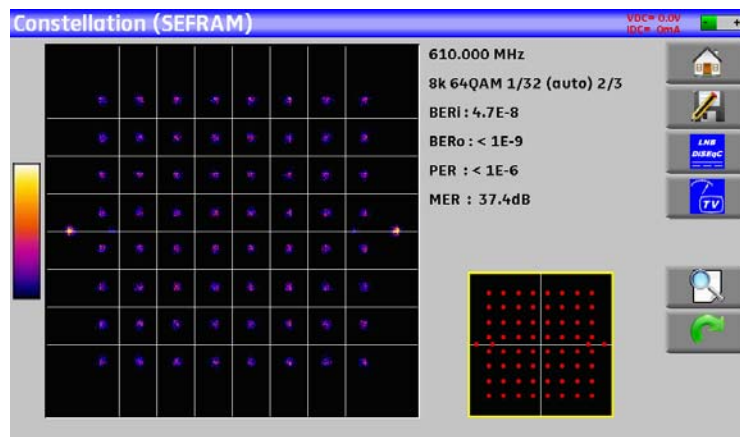 Constellation (SEFRAM)
VDC= 0.0V
IDC= 0mA
- +
610.000 MHz
8k 64QAM 1/32 (auto) 2/3
BERi : 4.7E-8
BERo : < 1E-9
PER : < 1E-6
MER : 37.4dB
LNB
DiSEqC
TV